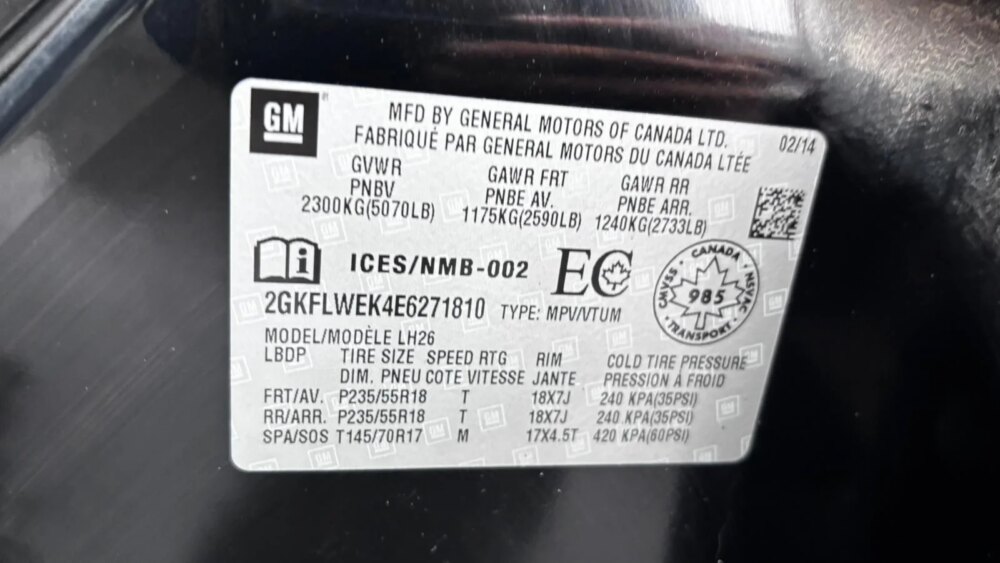 GM
MFD BY GENERAL MOTORS OF CANADA LTD. 02/14
FABRIQUÉ PAR GENERAL MOTORS DU CANADA LTÉE
GVWR GAWR FRT GAWR RR
PNBV PNBE AV. PNBE ARR.
2300KG(5070LB) 1175KG(2590LB) 1240KG(2733LB)
i ICES/NMB-002 EC
CANADA NSVAC TRANSPORT CMVSS
985
2GKFLWEK4E6271810 TYPE: MPV/VTUM
MODEL/MODÈLE LH26
LBDP TIRE SIZE SPEED RTG RIM COLD TIRE PRESSURE
DIM. PNEU COTE VITESSE JANTE PRESSION À FROID
FRT/AV. P235/55R18 T 18X7J 240 KPA(35PSI)
RR/ARR. P235/55R18 T 18X7J 240 KPA(35PSI)
SPA/SOS T145/70R17 M 17X4.5T 420 KPA(60PSI)